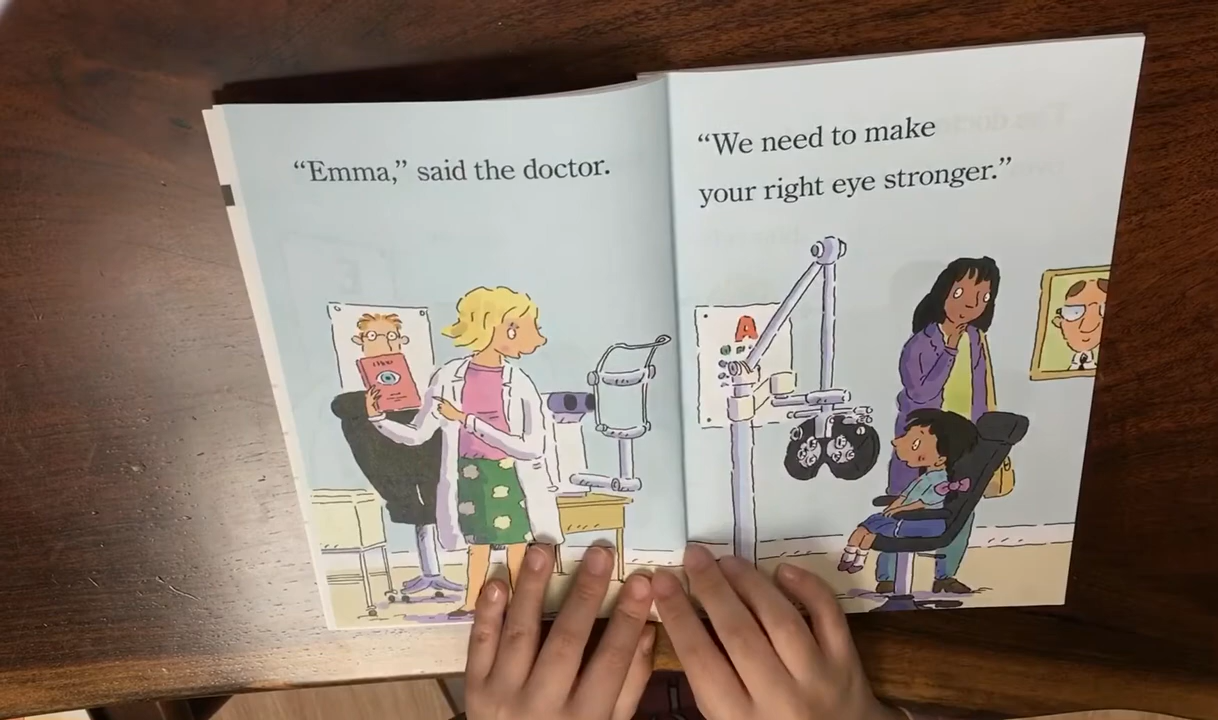 “Emma,” said the doctor.
“We need to make
your right eye stronger.”
A